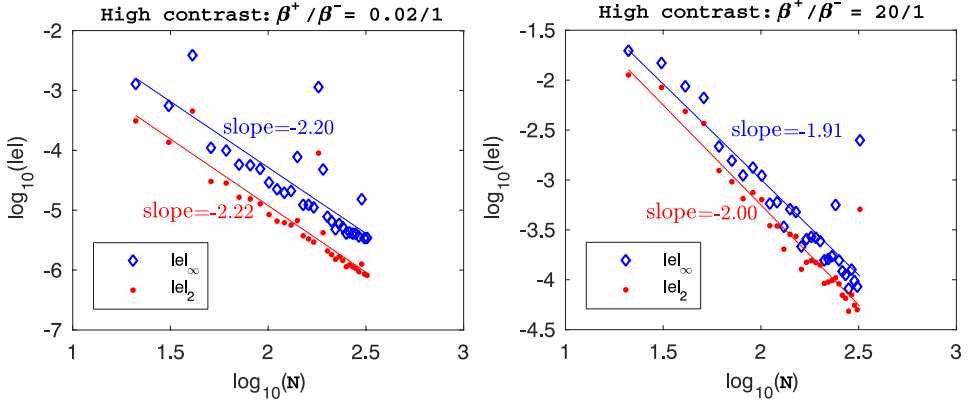 High contrast: β⁺/β⁻= 0.02/1
-2
-3
-4
-5
-6
-7
log₁₀(|e|)
slope=-2.20
slope=-2.22
|e|∞
|e|₂
1
1.5
2
2.5
3
log₁₀(N)
High contrast: β⁺/β⁻ = 20/1
-1.5
-2
-2.5
-3
-3.5
-4
-4.5
log₁₀(|e|)
slope=-1.91
slope=-2.00
|e|∞
|e|₂
1
1.5
2
2.5
3
log₁₀(N)